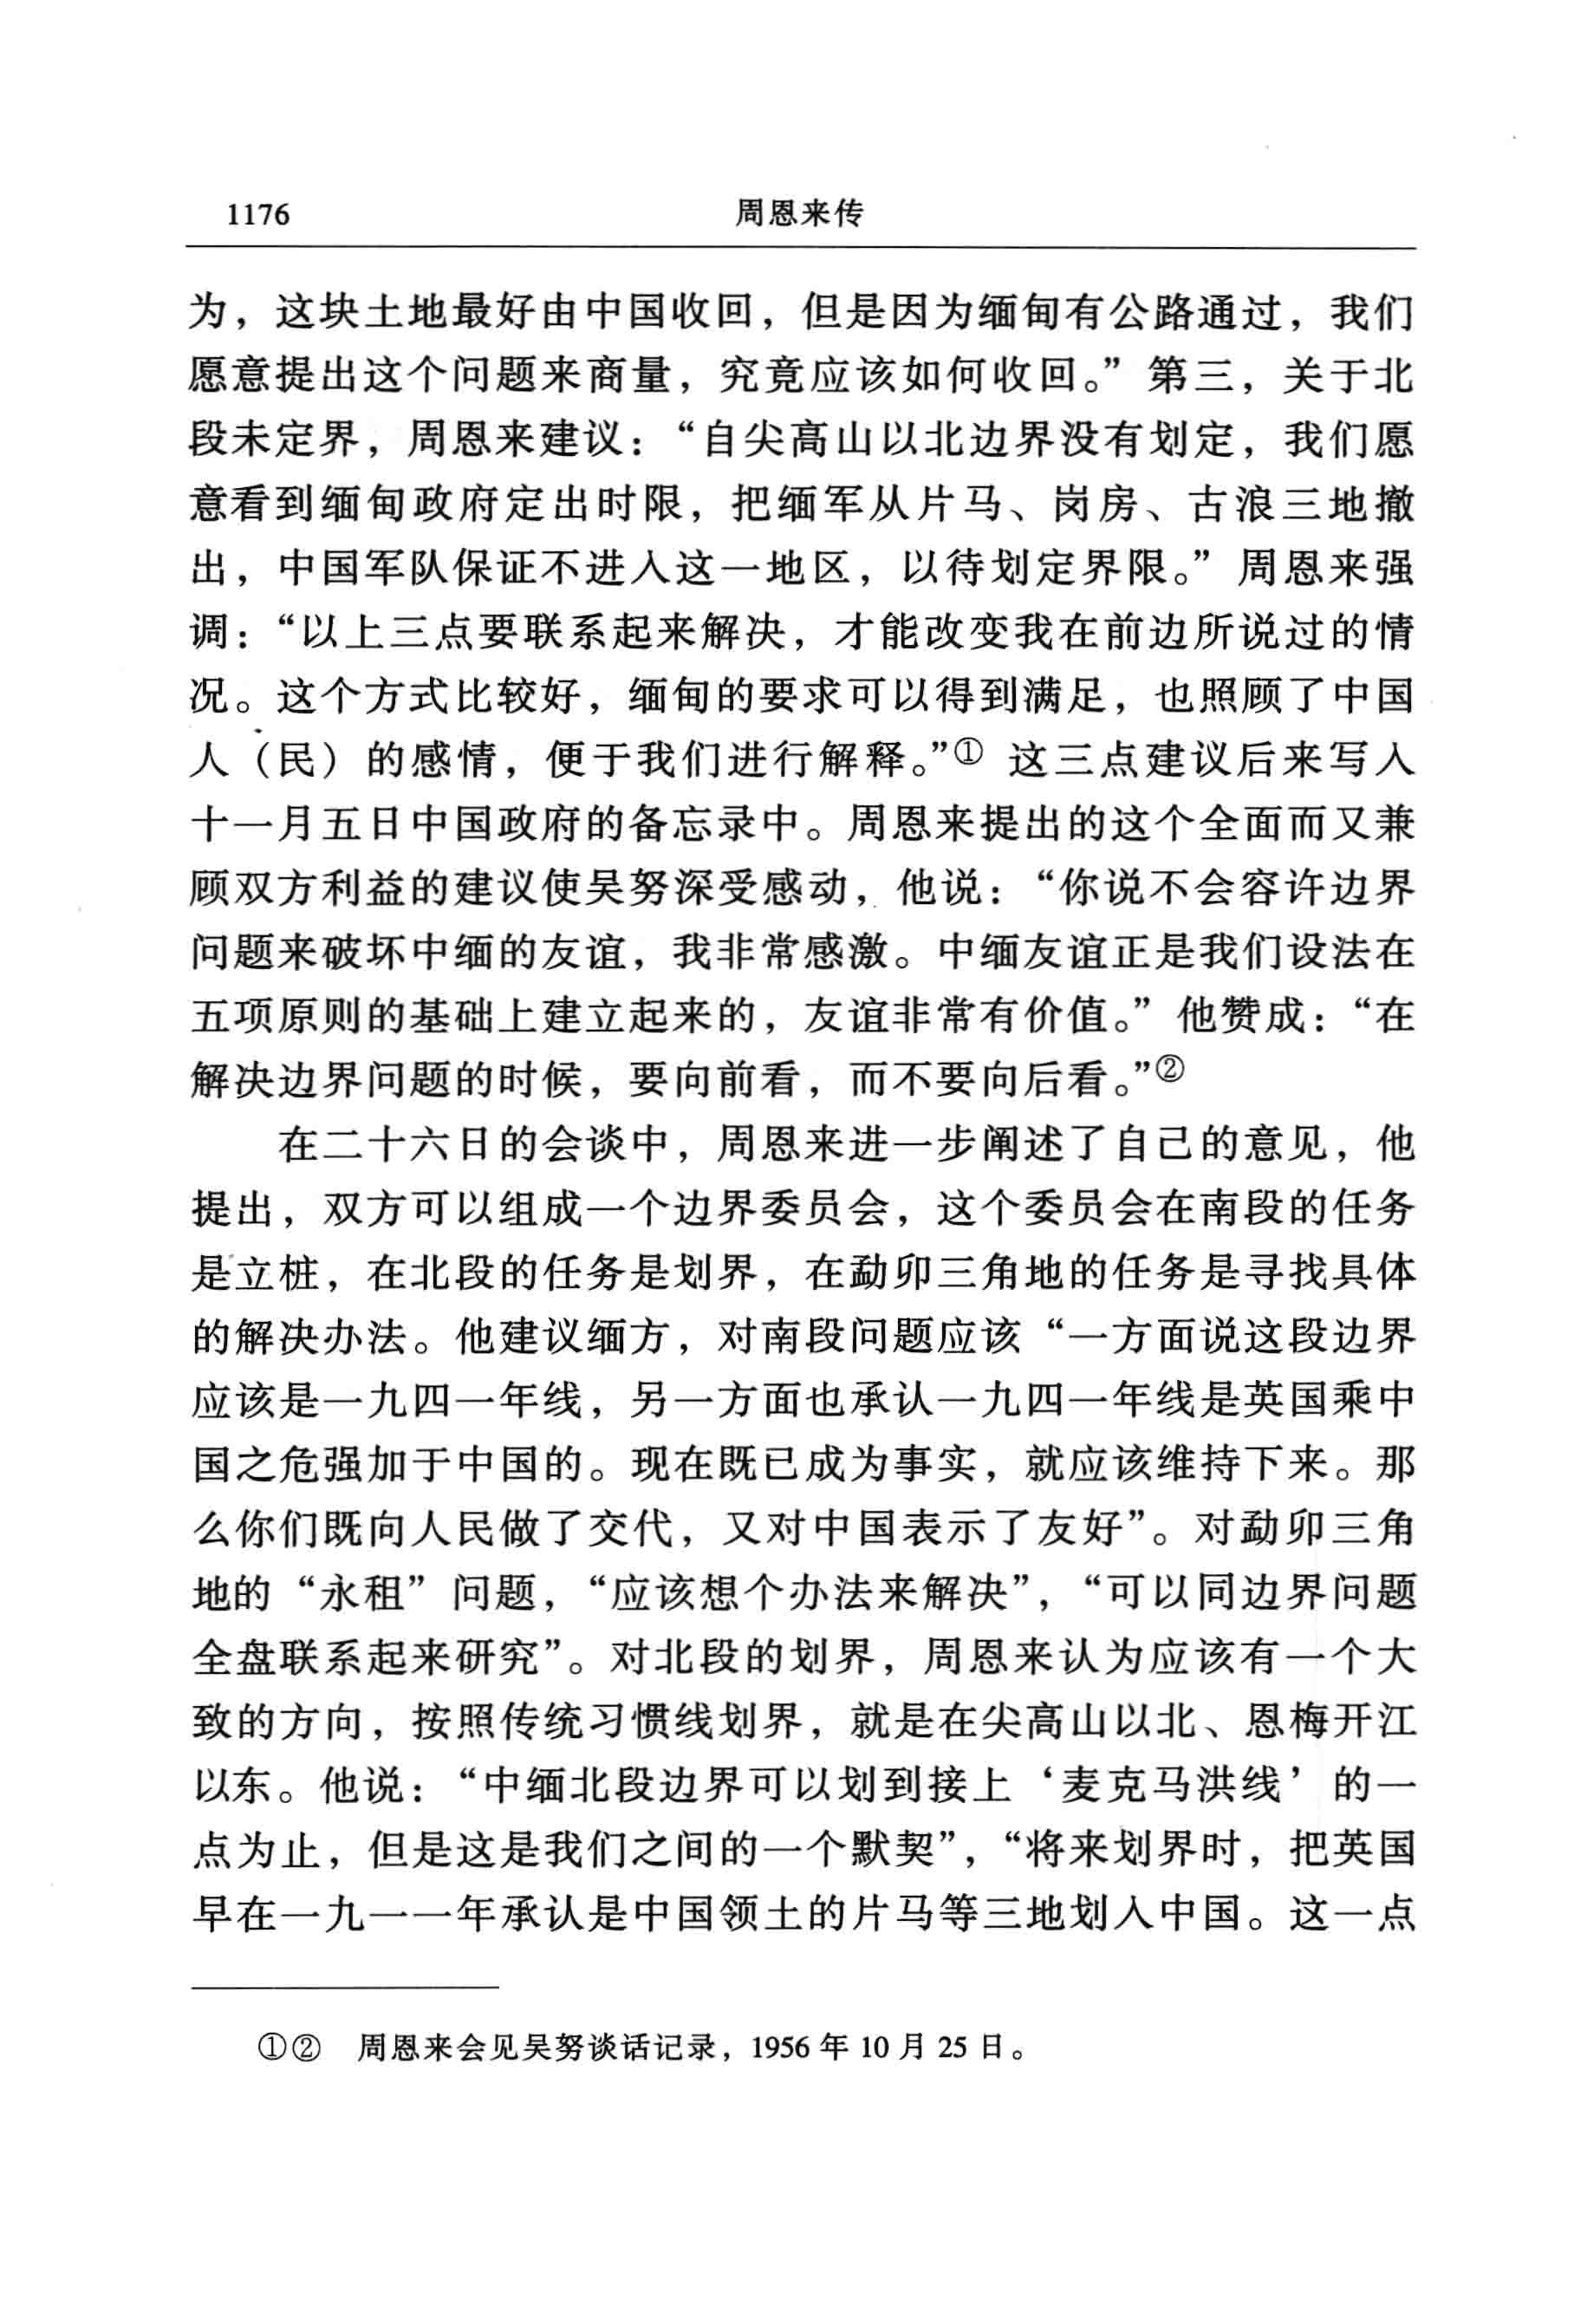 1176
周恩来传
为，这块土地最好由中国收回，但是因为缅甸有公路通过，我们
愿意提出这个问题来商量，究竟应该如何收回。”第三，关于北
段未定界，周恩来建议：“自尖高山以北边界没有划定，我们愿
意看到缅甸政府定出时限，把缅军从片马、岗房、古浪三地撤
出，中国军队保证不进入这一地区，以待划定界限。”周恩来强
调：“以上三点要联系起来解决，才能改变我在前边所说过的情
况。这个方式比较好，缅甸的要求可以得到满足，也照顾了中国
人（民）的感情，便于我们进行解释。”① 这三点建议后来写入
十一月五日中国政府的备忘录中。周恩来提出的这个全面而又兼
顾双方利益的建议使吴努深受感动，他说：“你说不会容许边界
问题来破坏中缅的友谊，我非常感激。中缅友谊正是我们设法在
五项原则的基础上建立起来的，友谊非常有价值。”他赞成：“在
解决边界问题的时候，要向前看，而不要向后看。”②
在二十六日的会谈中，周恩来进一步阐述了自己的意见，他
提出，双方可以组成一个边界委员会，这个委员会在南段的任务
是立桩，在北段的任务是划界，在勐卯三角地的任务是寻找具体
的解决办法。他建议缅方，对南段问题应该“一方面说这段边界
应该是一九四一年线，另一方面也承认一九四一年线是英国乘中
国之危强加于中国的。现在既已成为事实，就应该维持下来。那
么你们既向人民做了交代，又对中国表示了友好”。对勐卯三角
地的“永租”问题，“应该想个办法来解决”，“可以同边界问题
全盘联系起来研究”。对北段的划界，周恩来认为应该有一个大
致的方向，按照传统习惯线划界，就是在尖高山以北、恩梅开江
以东。他说：“中缅北段边界可以划到接上‘麦克马洪线’的一
点为止，但是这是我们之间的一个默契”，“将来划界时，把英国
早在一九一一年承认是中国领土的片马等三地划入中国。这一点
①② 周恩来会见吴努谈话记录，1956 年 10 月 25 日。